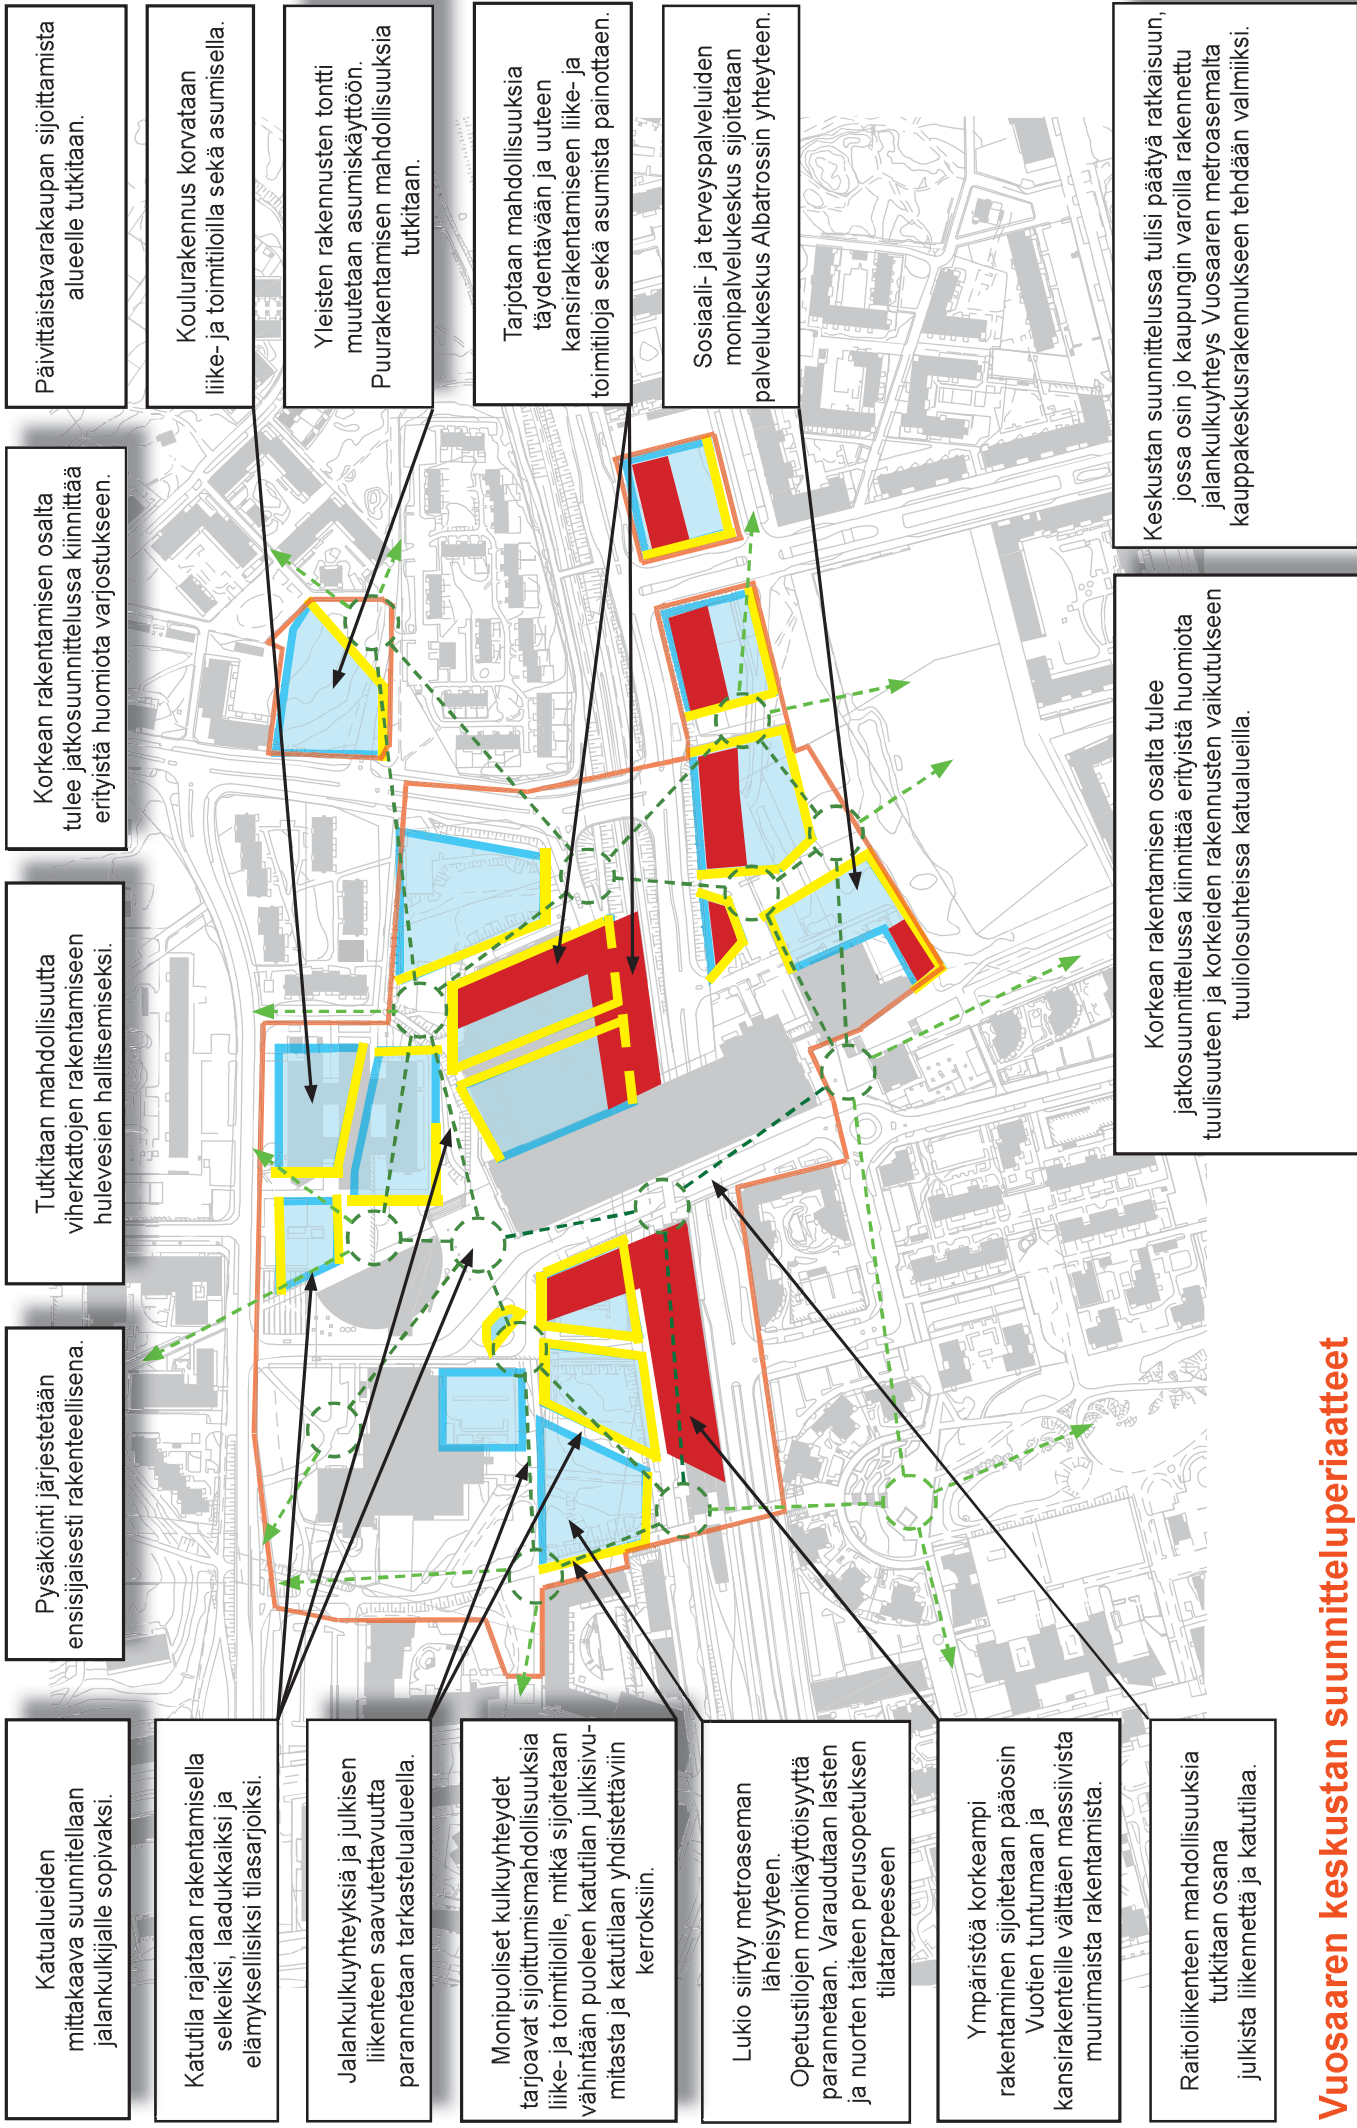 Katualueiden
mittakaava sunnitellaan
jalankulkijalle sopivaksi.
Pysäköinti järjestetään
ensisijaisesti rakenteellisena.
Tutkitaan mahdollisuutta
viherkattojen rakentamiseen
hulevesien hallitsemiseksi.
Korkean rakentamisen osalta
tulee jatkosuunnittelussa kiinnittää
erityistä huomiota varjostukseen.
Päivittäistavarakaupan sijoittamista
alueelle tutkitaan.
Katutila rajataan rakentamisella
selkeiksi, laadukkaiksi ja
elämyksellisiksi tilasarjoiksi.
Jalankulkuyhteyksiä ja julkisen
liikenteen saavutettavuutta
parannetaan tarkastelualueella.
Monipuoliset kulkuyhteydet
tarjoavat sijoittumismahdollisuuksia
liike- ja toimitiloille, mitkä sijoitetaan
vähintään puoleen katutilan julkisivu-
mitasta ja katutilaan yhdistettäviin
kerroksiin.
Lukio siirtyy metroaseman
läheisyyteen.
Opetustilojen monikäyttöisyyttä
parannetaan. Varaudutaan lasten
ja nuorten taiteen perusopetuksen
tilatarpeeseen
Ympäristöä korkeampi
rakentaminen sijoitetaan pääosin
Vuotien tuntumaan ja
kansirakenteille välttäen massiivista
muurimaista rakentamista.
Raitioliikenteen mahdollisuuksia
tutkitaan osana
julkista liikennettä ja katutilaa.
Koulurakennus korvataan
liike- ja toimitiloilla sekä asumisella.
Yleisten rakennusten tontti
muutetaan asumiskäyttöön.
Puurakentamisen mahdollisuuksia
tutkitaan.
Tarjotaan mahdollisuuksia
täydentävään ja uuteen
kansirakentamiseen liike- ja
toimitiloja sekä asumista painottaen.
Sosiaali- ja terveyspalveluiden
monipalvelukeskus sijoitetaan
palvelukeskus Albatrossin yhteyteen.
Korkean rakentamisen osalta tulee
jatkosuunnittelussa kiinnittää erityistä huomiota
tuulisuuteen ja korkeiden rakennusten vaikutukseen
tuuliolosuhteissa katualueilla.
Keskustan sunnittelussa tulisi päätyä ratkaisuun,
jossa osin jo kaupungin varoilla rakennettu
jalankulkuyhteys Vuosaaren metroasemalta
kauppakeskusrakennukseen tehdään valmiiksi.
Vuosaaren keskustan suunnitteluperiaatteet